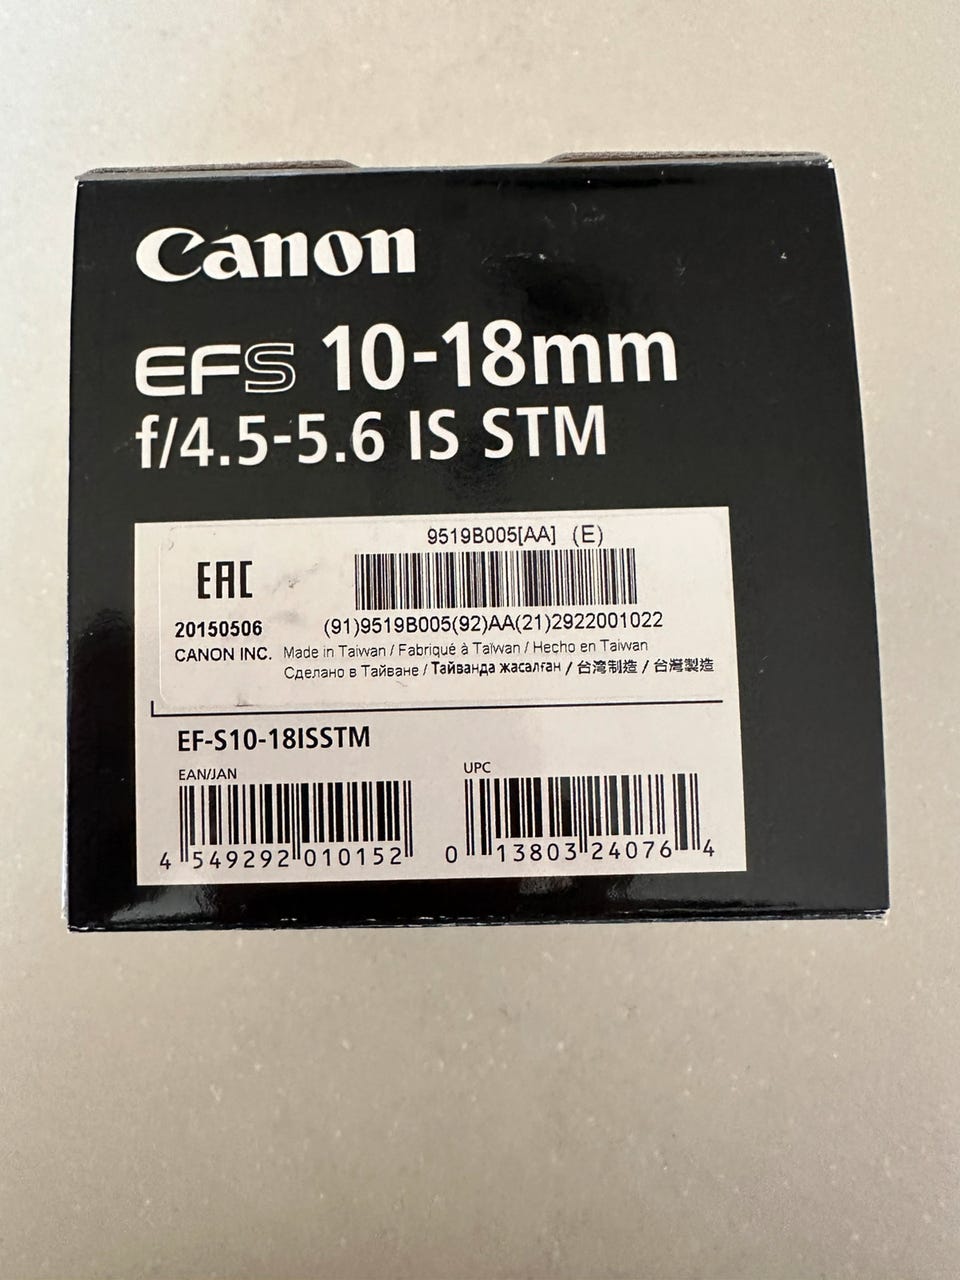 Canon
EFS 10-18mm
f/4.5-5.6 IS STM
9519B005[AA] (E)
EAC
20150506 (91)9519B005(92)AA(21)2922001022
CANON INC. Made in Taiwan / Fabriqué à Taïwan / Hecho en Taiwan
Сделано в Тайване / Тайванда жасалған / 台湾制造 / 台灣製造
EF-S10-18ISSTM
EAN/JAN UPC
4 549292 010152 0 13803 24076 4